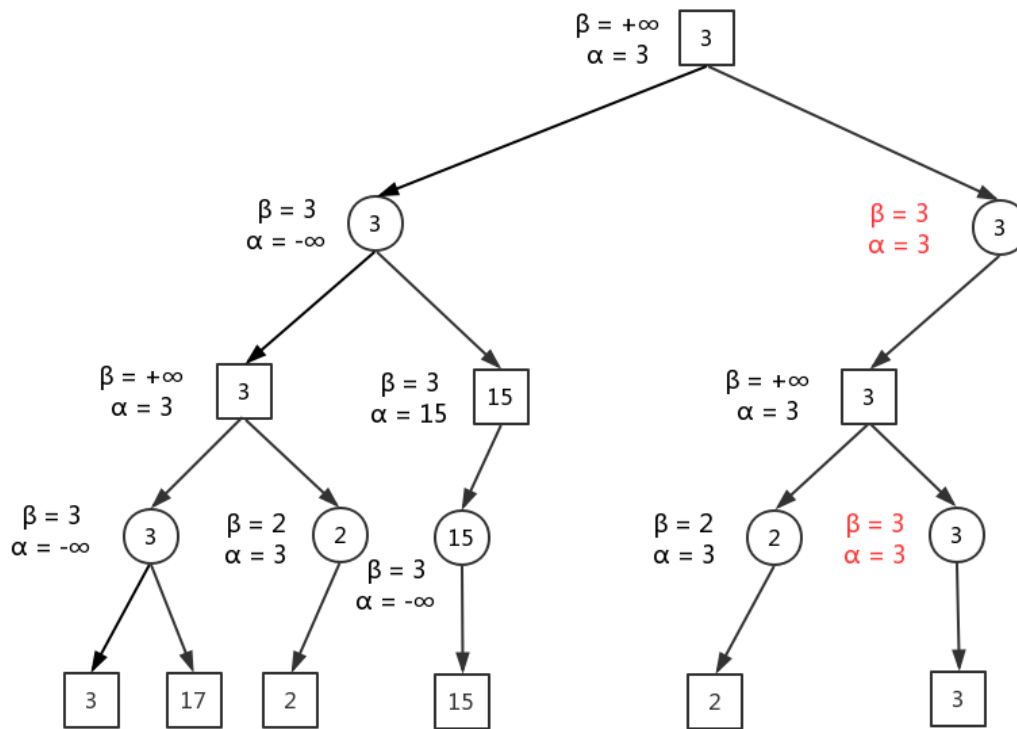 β = +∞
α = 3
3
β = 3
α = -∞
3
β = 3
α = 3
3
β = +∞
α = 3
3
β = 3
α = 15
15
β = +∞
α = 3
3
β = 3
α = -∞
3
β = 2
α = 3
2
β = 3
α = -∞
15
β = 2
α = 3
2
β = 3
α = 3
3
3
17
2
15
2
3